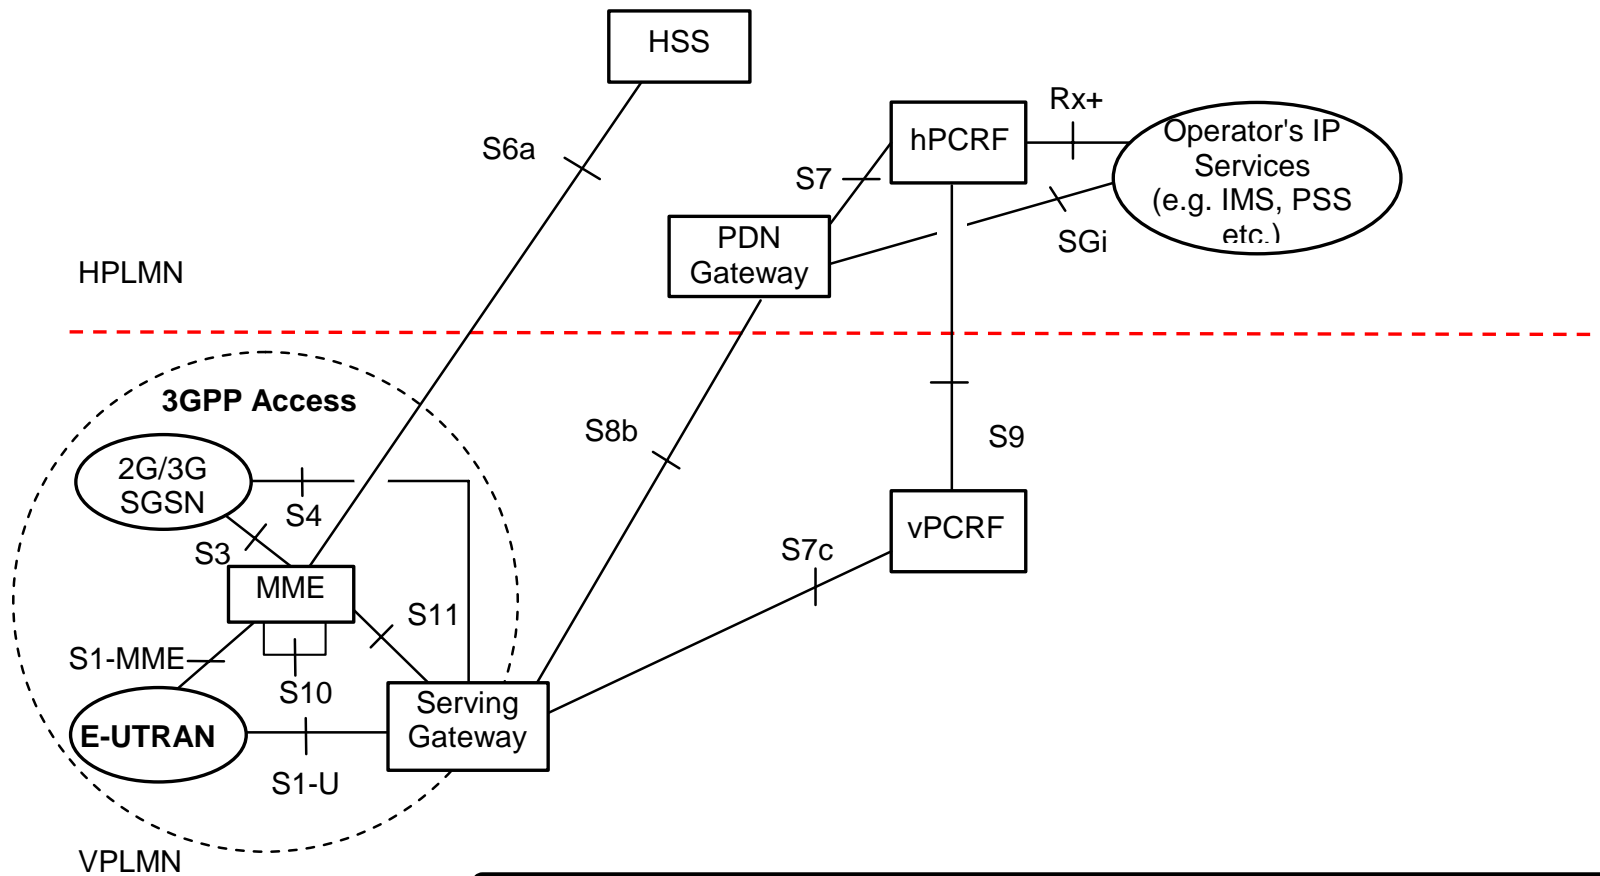 HSS
Rx+
hPCRF
Operator's IP
Services
(e.g. IMS, PSS
etc.)
S6a
S7
PDN
Gateway
SGi
HPLMN
3GPP Access
S8b
S9
2G/3G
SGSN
S4
S3
vPCRF
S7c
MME
S11
S1-MME
S10
Serving
Gateway
E-UTRAN
S1-U
VPLMN